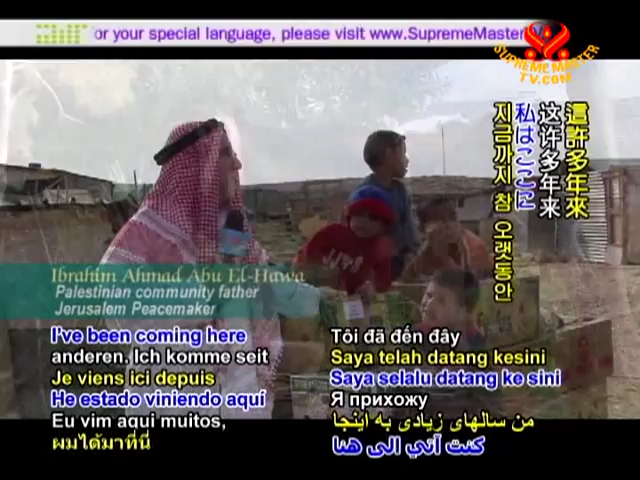 or your special language, please visit www.SupremeMasterTV
SUPREME MASTER
TV.COM
這許多年來
这许多年来
私はここに
지금까지 참 오랫동안
Ibrahim Ahmad Abu El-Hawa
Palestinian community father
Jerusalem Peacemaker
I've been coming here
anderen. Ich komme seit
Je viens ici depuis
He estado viniendo aquí
Eu vim aqui muitos,
ผมได้มาที่นี่
Tôi đã đến đây
Saya telah datang kesini
Saya selalu datang ke sini
Я прихожу
من سالهای زیادی به اینجا
كنت آتي الى هنا